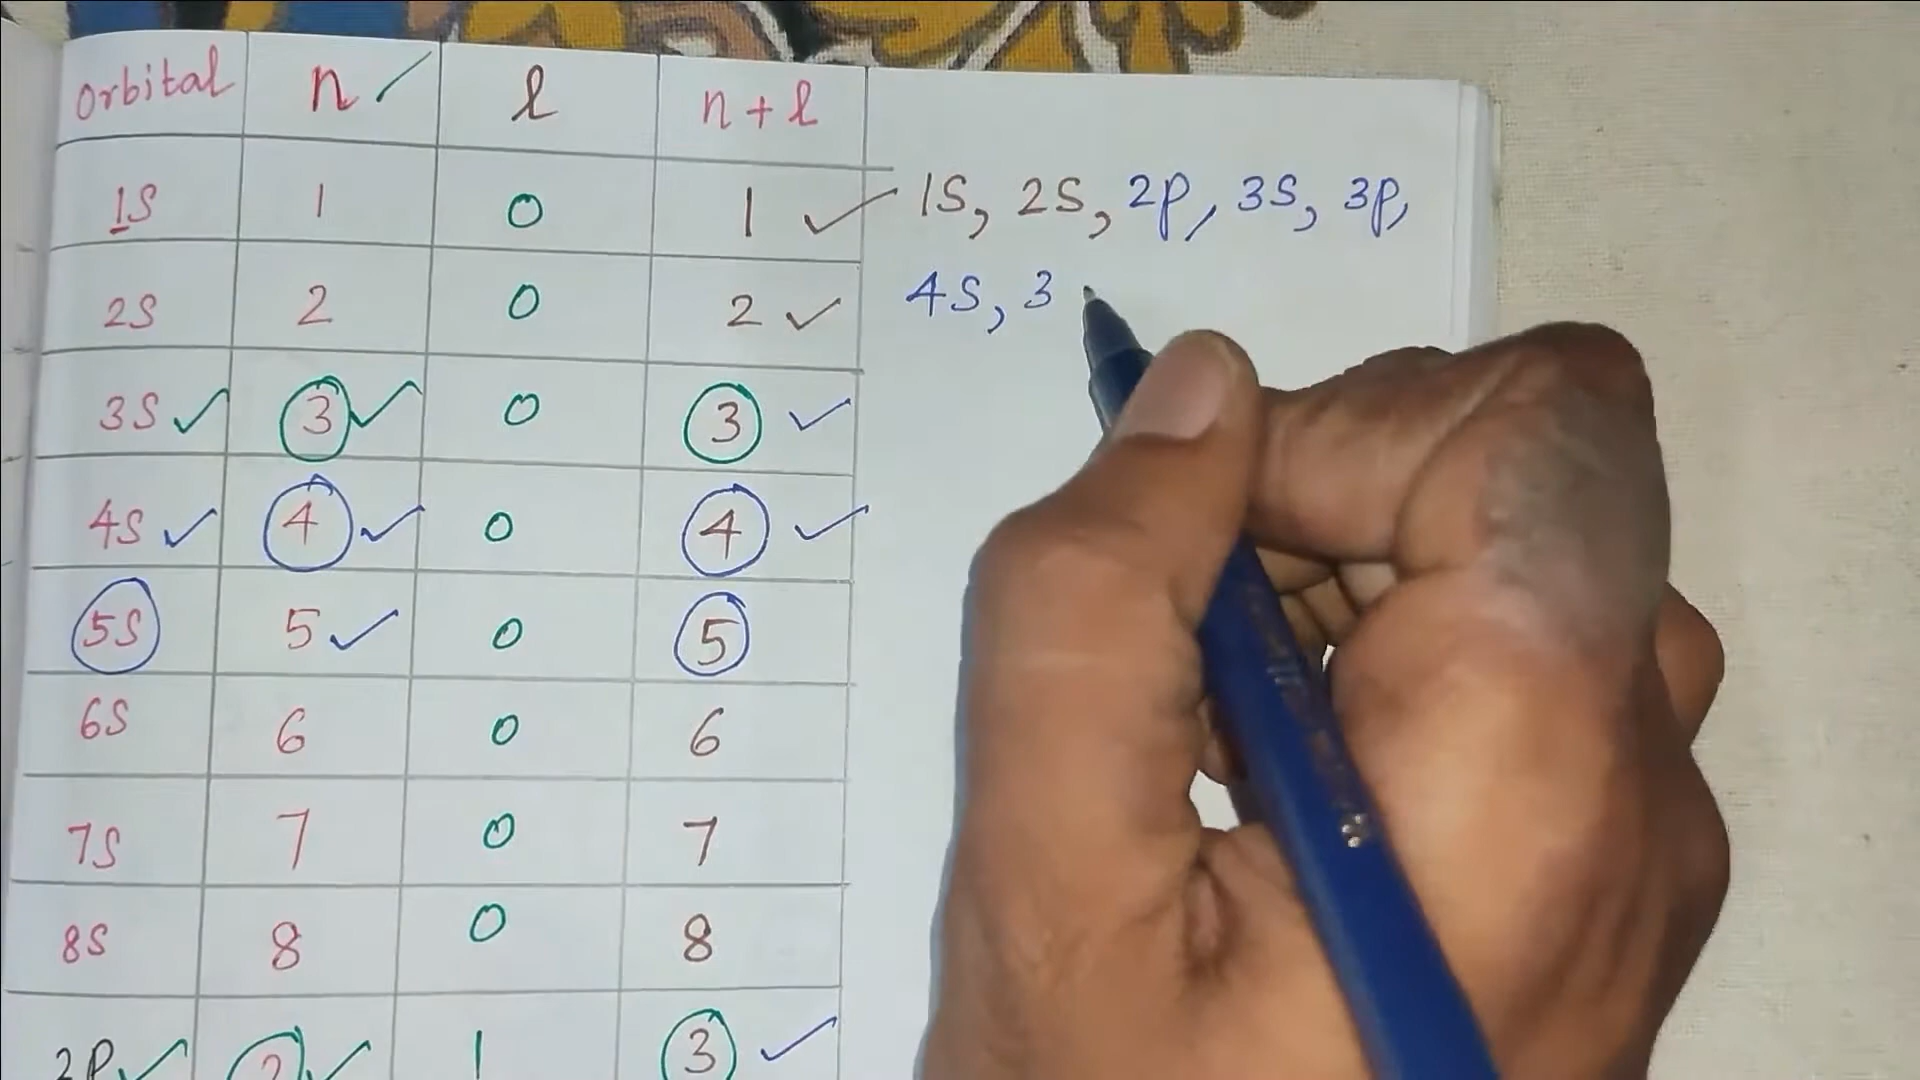 Orbital n l n + l
1S 1 0 1 1S, 2S, 2p, 3S, 3p,
2S 2 0 2 4S, 3
3S 3 0 3
4S 4 0 4
5S 5 0 5
6S 6 0 6
7S 7 0 7
8S 8 0 8
2P 2 1 3